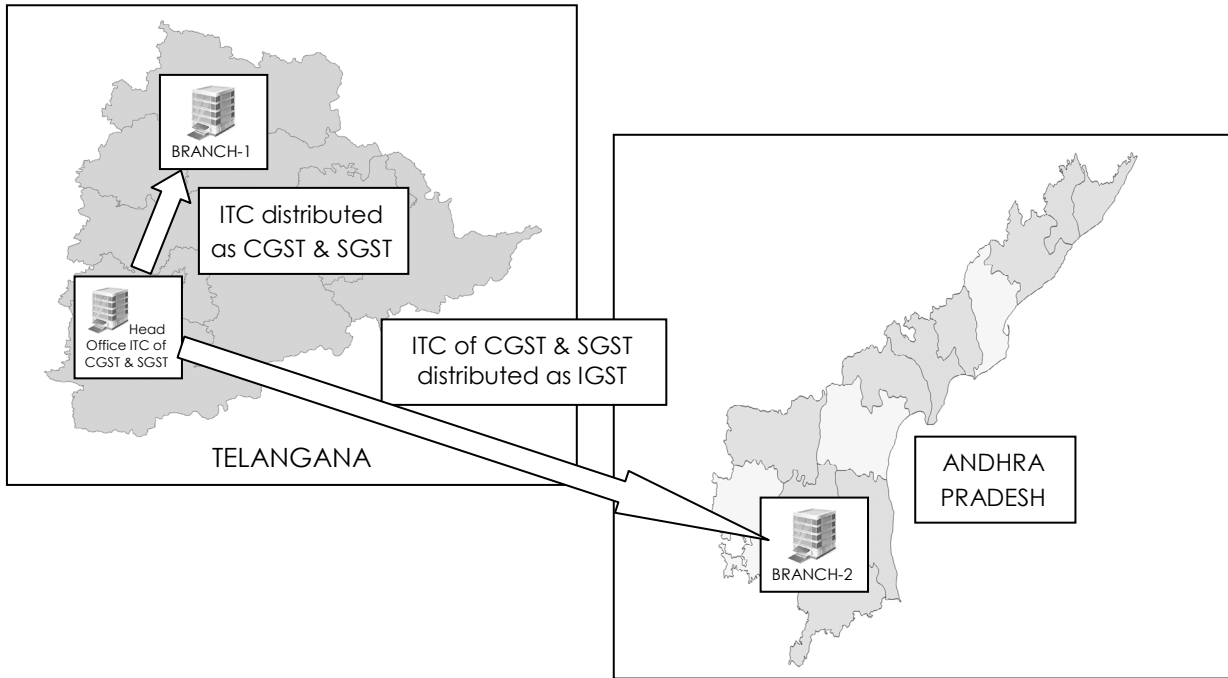 BRANCH-1
ITC distributed
as CGST & SGST
Head
Office ITC of
CGST & SGST
ITC of CGST & SGST
distributed as IGST
TELANGANA
ANDHRA
PRADESH
BRANCH-2